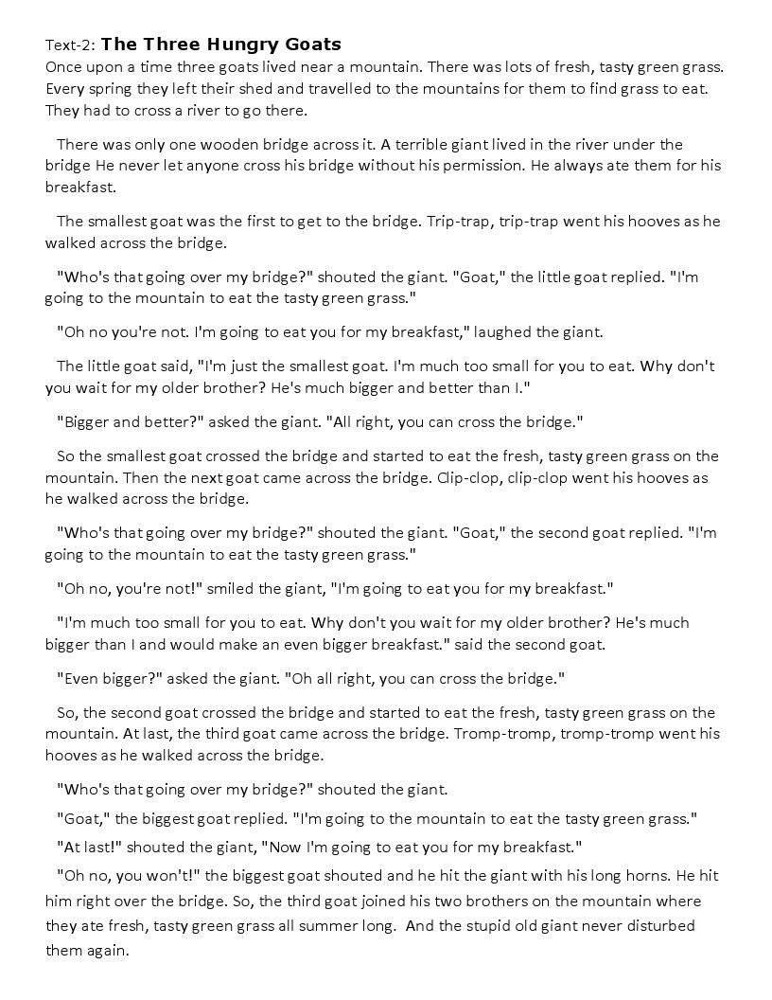 Text-2: The Three Hungry Goats
Once upon a time three goats lived near a mountain. There was lots of fresh, tasty green grass.
Every spring they left their shed and travelled to the mountains for them to find grass to eat.
They had to cross a river to go there.
There was only one wooden bridge across it. A terrible giant lived in the river under the
bridge He never let anyone cross his bridge without his permission. He always ate them for his
breakfast.
The smallest goat was the first to get to the bridge. Trip-trap, trip-trap went his hooves as he
walked across the bridge.
"Who's that going over my bridge?" shouted the giant. "Goat," the little goat replied. "I'm
going to the mountain to eat the tasty green grass."
"Oh no you're not. I'm going to eat you for my breakfast," laughed the giant.
The little goat said, "I'm just the smallest goat. I'm much too small for you to eat. Why don't
you wait for my older brother? He's much bigger and better than I."
"Bigger and better?" asked the giant. "All right, you can cross the bridge."
So the smallest goat crossed the bridge and started to eat the fresh, tasty green grass on the
mountain. Then the next goat came across the bridge. Clip-clop, clip-clop went his hooves as
he walked across the bridge.
"Who's that going over my bridge?" shouted the giant. "Goat," the second goat replied. "I'm
going to the mountain to eat the tasty green grass."
"Oh no, you're not!" smiled the giant, "I'm going to eat you for my breakfast."
"I'm much too small for you to eat. Why don't you wait for my older brother? He's much
bigger than I and would make an even bigger breakfast." said the second goat.
"Even bigger?" asked the giant. "Oh all right, you can cross the bridge."
So, the second goat crossed the bridge and started to eat the fresh, tasty green grass on the
mountain. At last, the third goat came across the bridge. Tromp-tromp, tromp-tromp went his
hooves as he walked across the bridge.
"Who's that going over my bridge?" shouted the giant.
"Goat," the biggest goat replied. "I'm going to the mountain to eat the tasty green grass."
"At last!" shouted the giant, "Now I'm going to eat you for my breakfast."
"Oh no, you won't!" the biggest goat shouted and he hit the giant with his long horns. He hit
him right over the bridge. So, the third goat joined his two brothers on the mountain where
they ate fresh, tasty green grass all summer long.  And the stupid old giant never disturbed
them again.